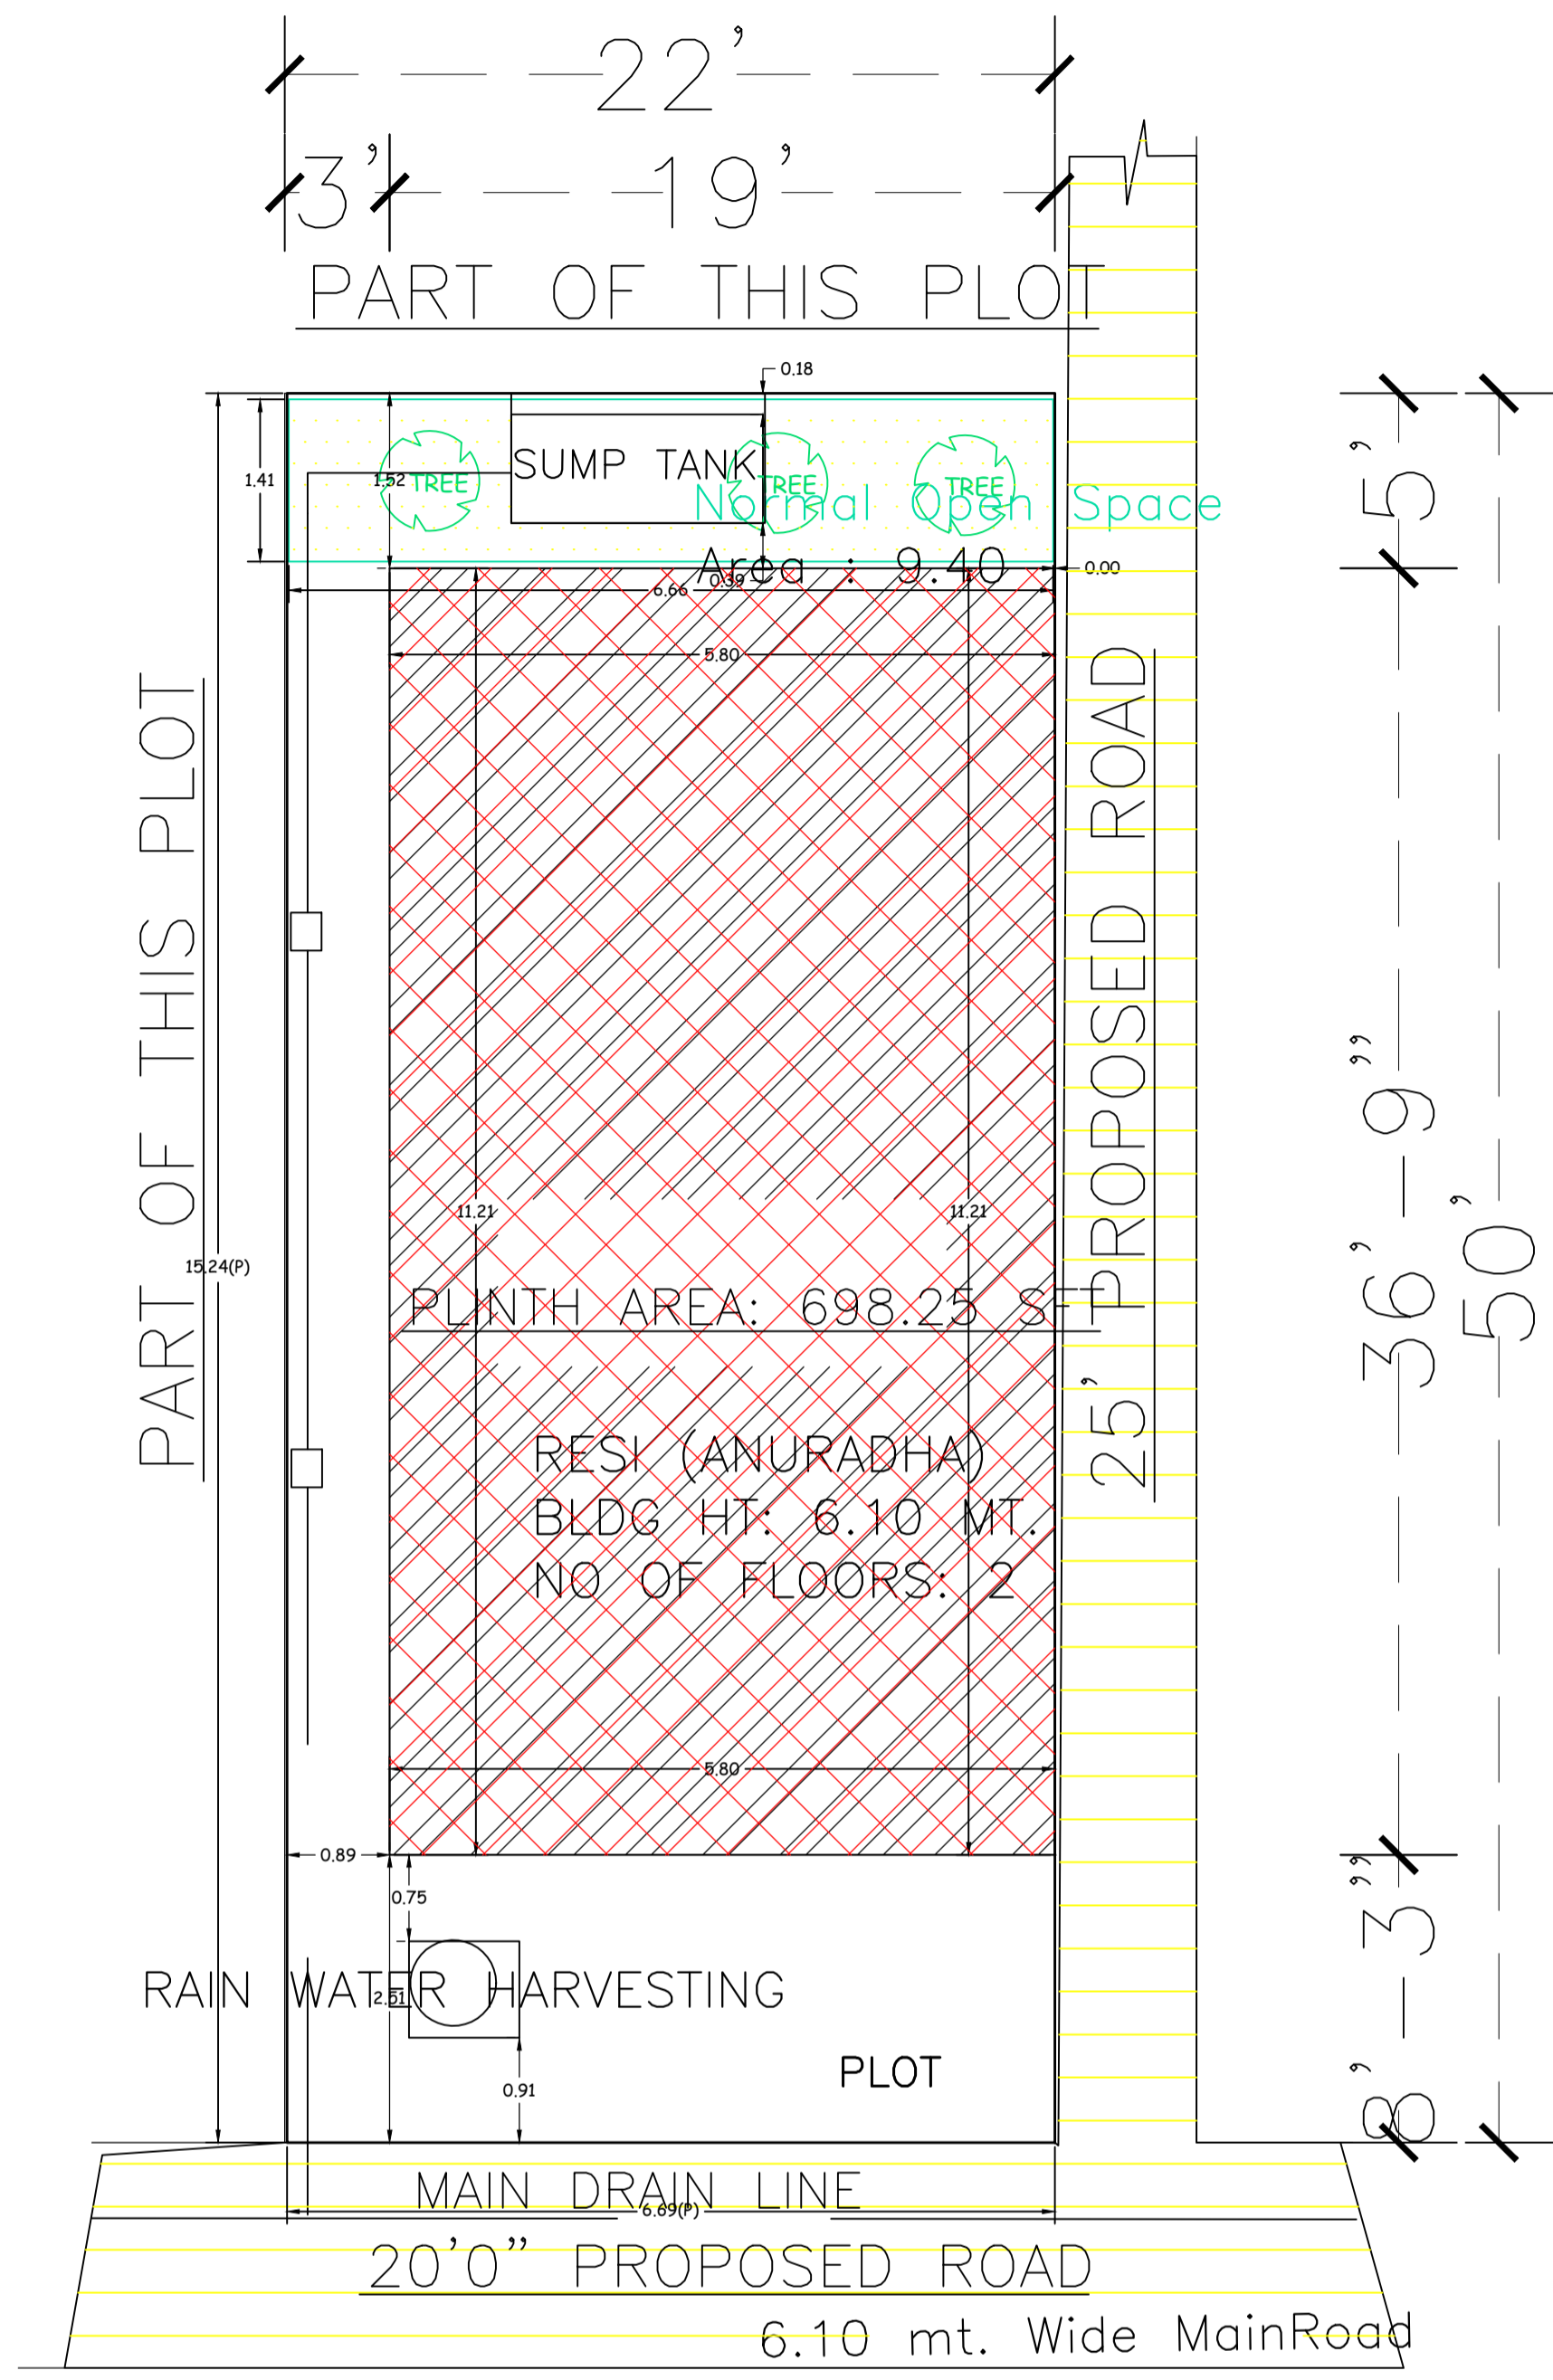 22'
3' 19'
PART OF THIS PLOT
0.18
SUMP TANK
1.41
1.52
TREE
TREE
TREE
Normal Open Space
5'
Area : 9.40
0.00
0.39
6.66
5.80
PART OF THIS PLOT
25' PROPOSED ROAD
36'-9"
50'
11.21
11.21
15.24(P)
PLINTH AREA: 698.25 SFT
RESI (ANURADHA)
BLDG HT: 6.10 MT.
NO OF FLOORS: 2
5.80
0.89
0.75
8'-3"
RAIN WATER HARVESTING
2.51
PLOT
0.91
MAIN DRAIN LINE
6.69(P)
20'0" PROPOSED ROAD
6.10 mt. Wide MainRoad